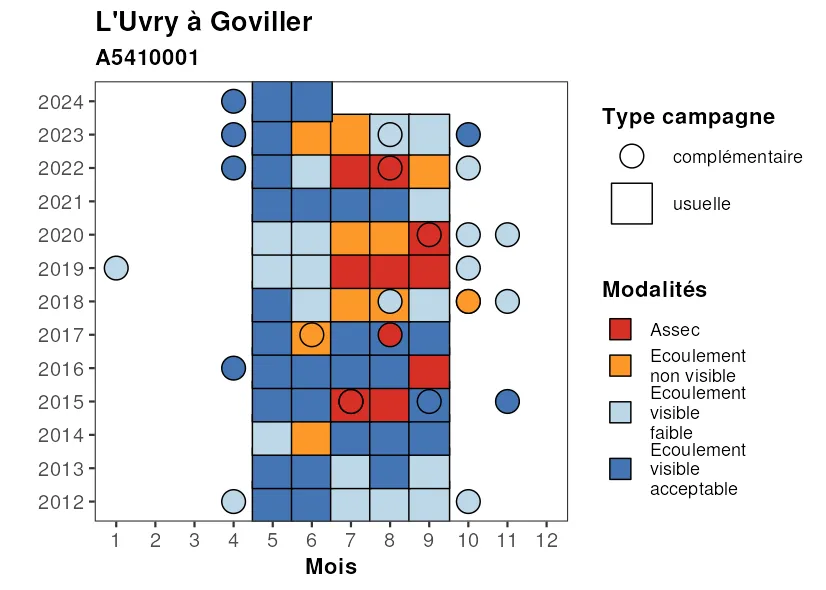 L'Uvry à Goviller
A5410001
2024
2023
2022
2021
2020
2019
2018
2017
2016
2015
2014
2013
2012
1 2 3 4 5 6 7 8 9 10 11 12
Mois
Type campagne
complémentaire
usuelle
Modalités
Assec
Ecoulement
non visible
Ecoulement
visible
faible
Ecoulement
visible
acceptable